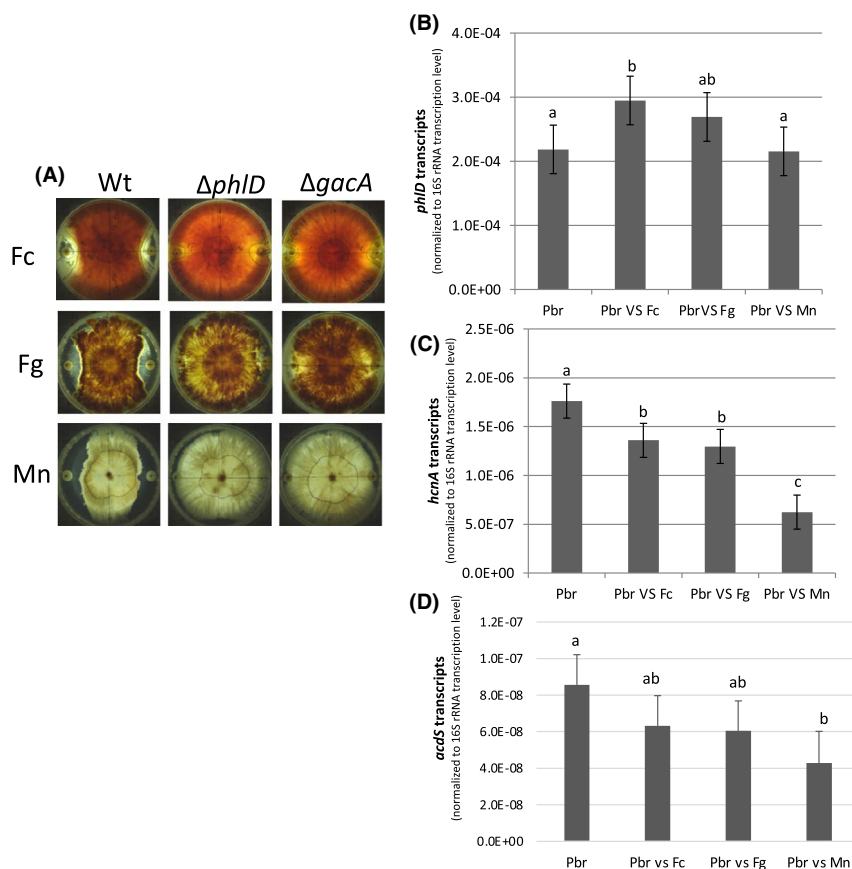 (A)
Wt ΔphlD ΔgacA
Fc
Fg
Mn
(B)
phlD transcripts
(normalized to 16S rRNA transcription level)
4.0E-04
3.0E-04
2.0E-04
1.0E-04
0.0E+00
a b ab a
Pbr Pbr VS Fc PbrVS Fg Pbr VS Mn
(C)
hcnA transcripts
(normalized to 16S rRNA transcription level)
2.5E-06
2.0E-06
1.5E-06
1.0E-06
5.0E-07
0.0E+00
a b b c
Pbr Pbr VS Fc Pbr VS Fg Pbr VS Mn
(D)
acdS transcripts
(normalized to 16S rRNA transcription level)
1.2E-07
1.0E-07
8.0E-08
6.0E-08
4.0E-08
2.0E-08
0.0E+00
a ab ab b
Pbr Pbr vs Fc Pbr vs Fg Pbr vs Mn